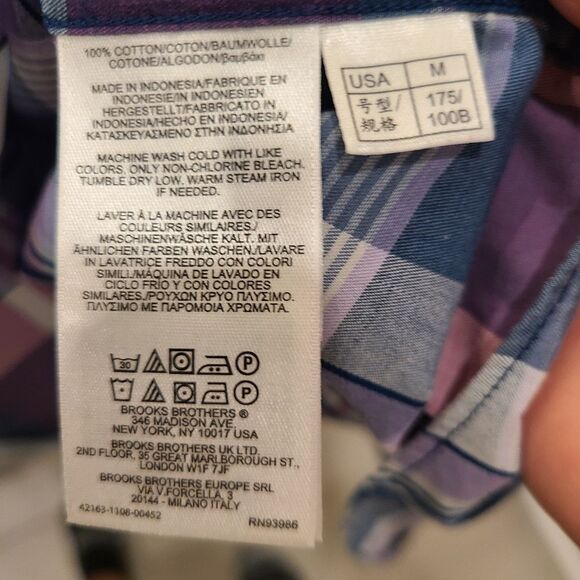 100% COTTON/COTON/BAUMWOLLE/
COTONE/ALGODON/βαμβάκι
MADE IN INDONESIA/FABRIQUE EN
INDONESIE/IN INDONESIEN
HERGESTELLT/FABBRICATO IN
INDONESIA/HECHO EN INDONESIA/
ΚΑΤΑΣΚΕΥΑΣΜΕΝΟ ΣΤΗΝ ΙΝΔΟΝΗΣΙΑ
MACHINE WASH COLD WITH LIKE
COLORS. ONLY NON-CHLORINE BLEACH.
TUMBLE DRY LOW. WARM STEAM IRON
IF NEEDED.
LAVER À LA MACHINE AVEC DES
COULEURS SIMILAIRES./
MASCHINENWÄSCHE KALT. MIT
ÄHNLICHEN FARBEN WASCHEN/LAVARE
IN LAVATRICE FREDDO CON COLORI
SIMILI./MÁQUINA DE LAVADO EN
CICLO FRÍO Y CON COLORES
SIMILARES./ΡΟΥΧΩΝ ΚΡΥΟ ΠΛΥΣΙΜΟ.
ΠΛΥΣΙΜΟ ΜΕ ΠΑΡΟΜΟΙΑ ΧΡΩΜΑΤΑ.
30 P
P
BROOKS BROTHERS ®
346 MADISON AVE.
NEW YORK, NY 10017 USA
BROOKS BROTHERS UK LTD.
2ND FLOOR, 35 GREAT MARLBOROUGH ST.,
LONDON W1F 7JF
BROOKS BROTHERS EUROPE SRL
VIA V.FORCELLA, 3
20144 - MILANO ITALY
42163-1108-00452 RN93986
USA M
号型/ 175/
规格 100B